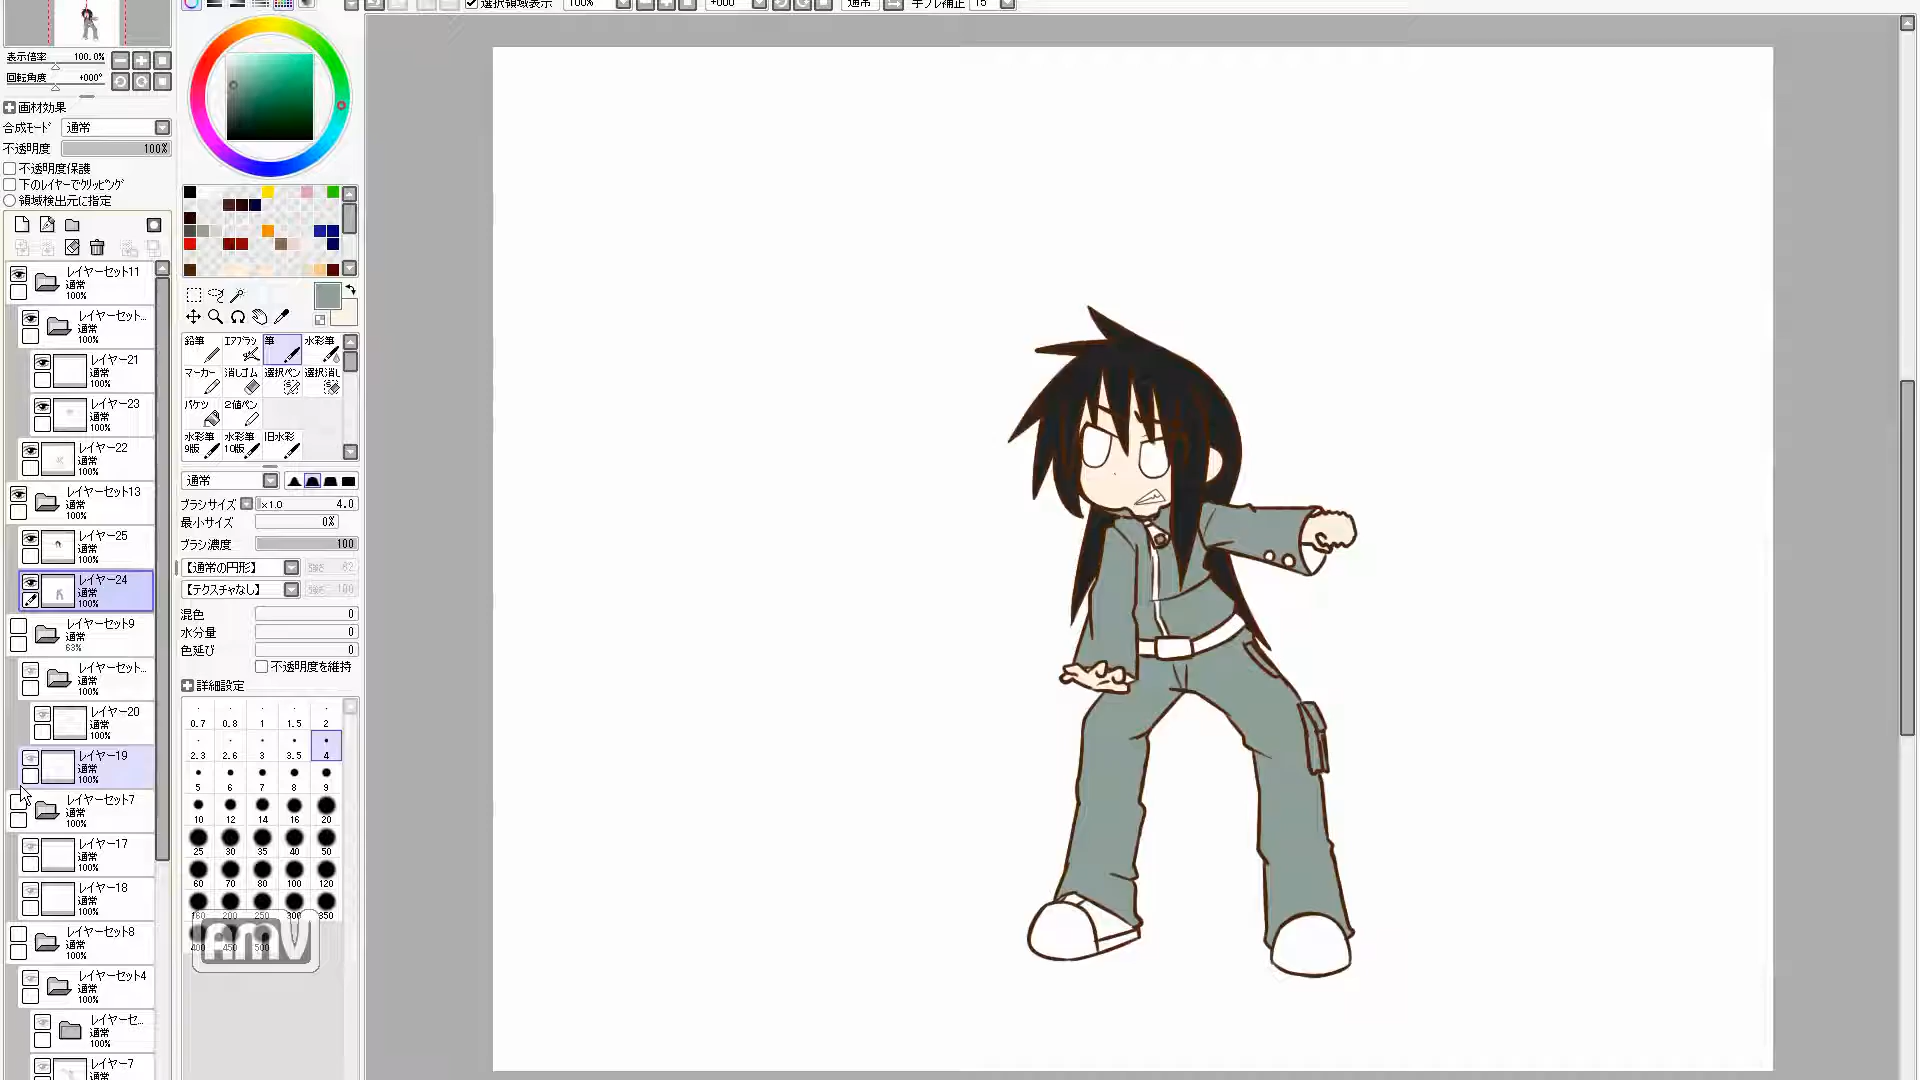 選択領域表示 100% +000° 通常 手ブレ補正 15
表示倍率 100.0%
回転角度 +000°
画材効果
合成モード 通常
不透明度 100%
不透明度保護
下のレイヤーでクリッピング
領域検出元に指定
レイヤーセット11
通常
100%
レイヤーセット...
通常
100%
レイヤー21
通常
100%
レイヤー23
通常
100%
レイヤー22
通常
100%
レイヤーセット13
通常
100%
レイヤー25
通常
100%
レイヤー24
通常
100%
レイヤーセット9
通常
63%
レイヤーセット...
通常
100%
レイヤー20
通常
100%
レイヤー19
通常
100%
レイヤーセット7
通常
100%
レイヤー17
通常
100%
レイヤー18
通常
100%
レイヤーセット8
通常
100%
レイヤーセット4
通常
100%
レイヤーセ...
通常
100%
レイヤー7
通常
鉛筆 エアブラシ 筆 水彩筆
マーカー 消しゴム 選択ペン 選択消し
バケツ 2値ペン
水彩筆 水彩筆 旧水彩
9版 10版
通常
ブラシサイズ ×1.0 4.0
最小サイズ 0%
ブラシ濃度 100
【通常の円形】 強さ 82
【テクスチャなし】 強さ 100
混色 0
水分量 0
色延び 0
不透明度を維持
詳細設定
0.7 0.8 1 1.5 2
2.3 2.6 3 3.5 4
5 6 7 8 9
10 12 14 16 20
25 30 35 40 50
60 70 80 100 120
160 200 250 300 350
400 450 500
AMV